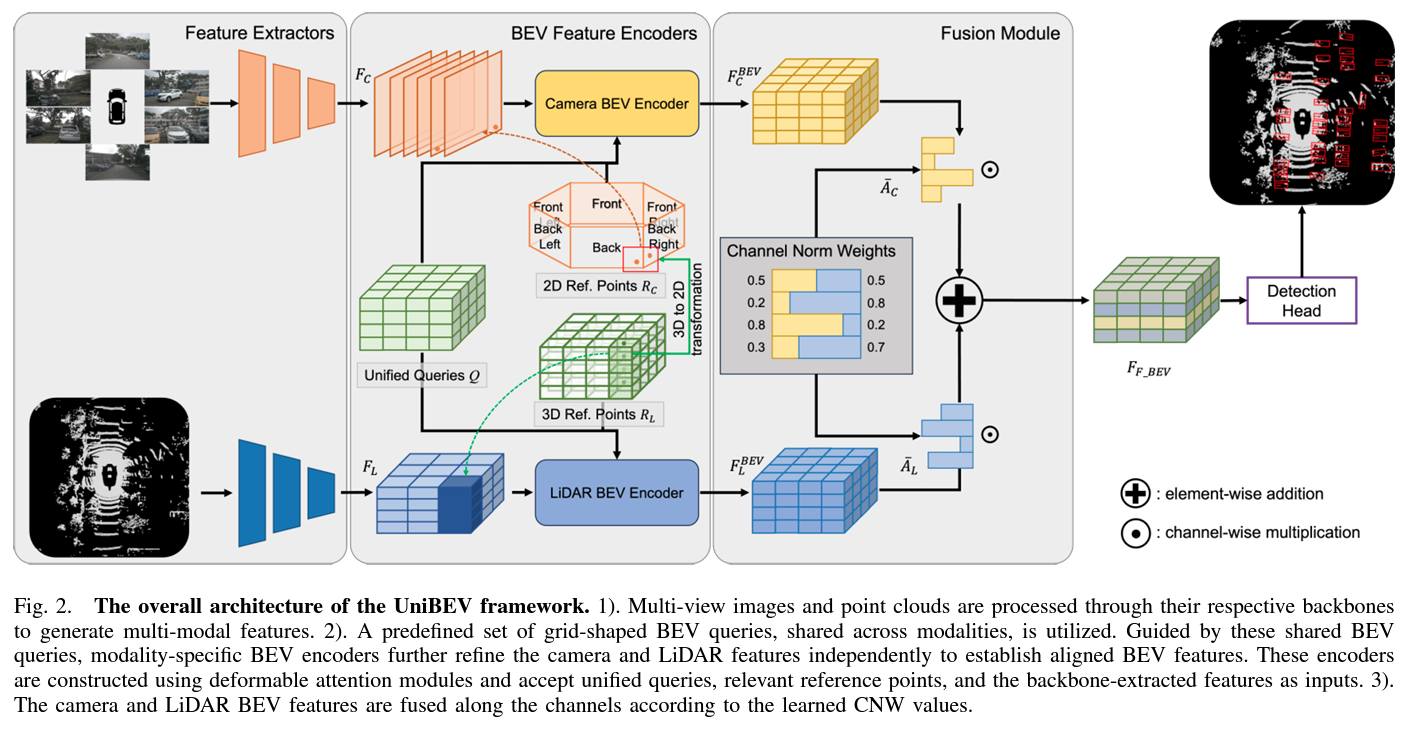 Feature Extractors
BEV Feature Encoders
Fusion Module
F_C
Camera BEV Encoder
F_C^{BEV}
Front
Front
Front
Left
Right
Back
Left
Back
Back
Right
2D Ref. Points R_C
3D to 2D
transformation
Unified Queries Q
3D Ref. Points R_L
F_L
LiDAR BEV Encoder
F_L^{BEV}
Ā_C
Channel Norm Weights
0.5 0.5
0.2 0.8
0.8 0.2
0.3 0.7
Ā_L
F_{F_BEV}
Detection
Head
: element-wise addition
: channel-wise multiplication
Fig. 2. The overall architecture of the UniBEV framework. 1). Multi-view images and point clouds are processed through their respective backbones
to generate multi-modal features. 2). A predefined set of grid-shaped BEV queries, shared across modalities, is utilized. Guided by these shared BEV
queries, modality-specific BEV encoders further refine the camera and LiDAR features independently to establish aligned BEV features. These encoders
are constructed using deformable attention modules and accept unified queries, relevant reference points, and the backbone-extracted features as inputs. 3).
The camera and LiDAR BEV features are fused along the channels according to the learned CNW values.